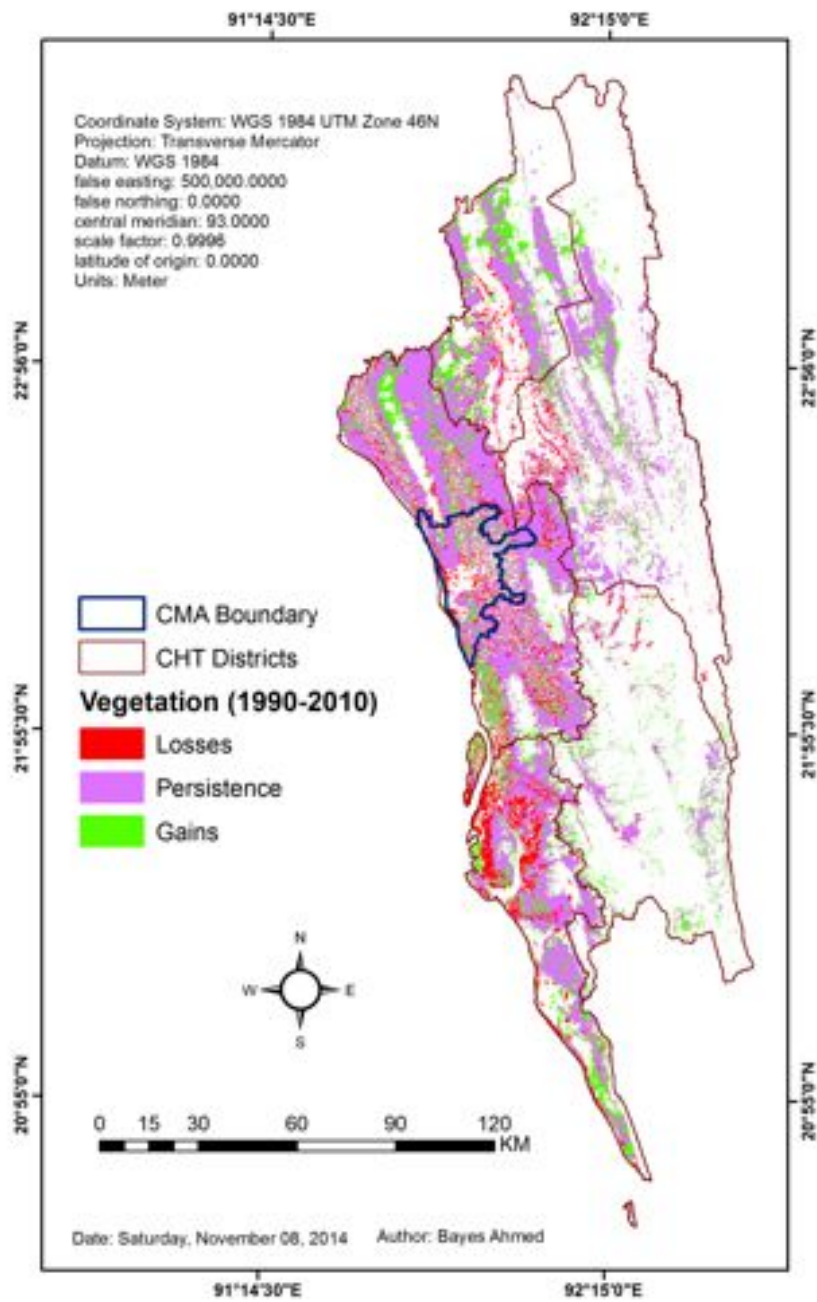 91°14'30"E
92°15'0"E
Coordinate System: WGS 1984 UTM Zone 46N
Projection: Transverse Mercator
Datum: WGS 1984
false easting: 500,000.0000
false northing: 0.0000
central meridian: 93.0000
scale factor: 0.9996
latitude of origin: 0.0000
Units: Meter
22°56'0"N
22°56'0"N
CMA Boundary
CHT Districts
Vegetation (1990-2010)
21°55'30"N
21°55'30"N
Losses
Persistence
Gains
N
W
E
S
20°55'0"N
20°55'0"N
0 15 30 60 90 120
KM
Date: Saturday, November 08, 2014 Author: Bayes Ahmed
91°14'30"E
92°15'0"E